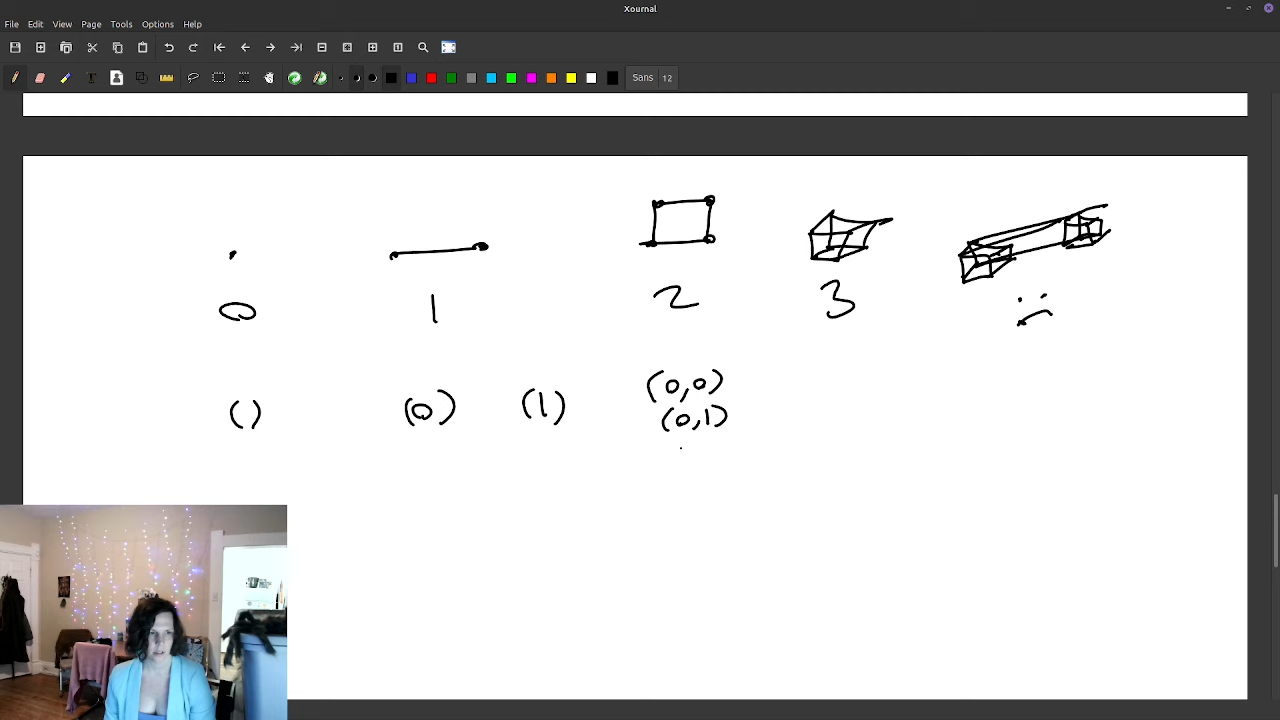 Xournal
File Edit View Page Tools Options Help
Sans 12
0 1 2 3
() (0) (1) (0,0)
(0,1)